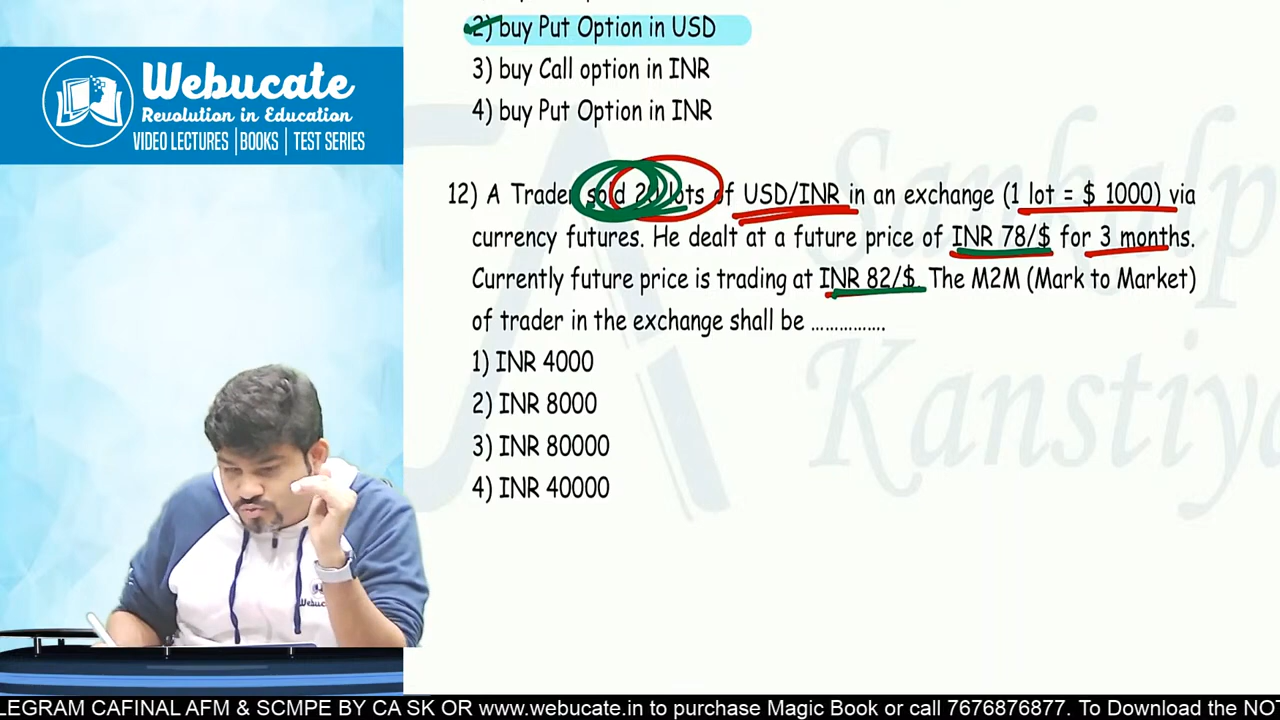 2) buy Put Option in USD
3) buy Call option in INR
4) buy Put Option in INR
Webucate
Revolution in Education
VIDEO LECTURES | BOOKS | TEST SERIES
12) A Trader sold 20 lots of USD/INR in an exchange (1 lot = $ 1000) via
currency futures. He dealt at a future price of INR 78/$ for 3 months.
Currently future price is trading at INR 82/$. The M2M (Mark to Market)
of trader in the exchange shall be ……………..
1) INR 4000
2) INR 8000
3) INR 80000
4) INR 40000
CA Sankalp
Kanstiya
Webucate
LEGRAM CAFINAL AFM & SCMPE BY CA SK OR www.webucate.in to purchase Magic Book or call 7676876877. To Download the NO